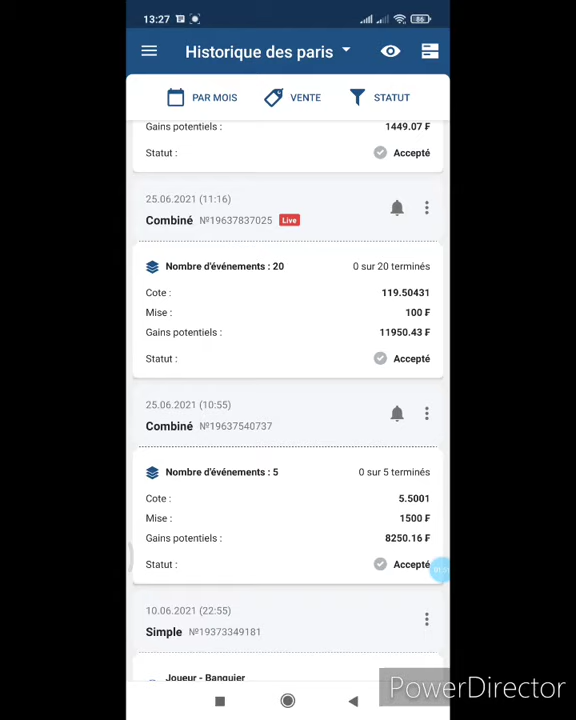 13:27
86
Historique des paris
PAR MOIS VENTE STATUT
Gains potentiels : 1449.07 ₣
Statut : Accepté
25.06.2021 (11:16)
Combiné №19637837025 Live
Nombre d'événements : 20 0 sur 20 terminés
Cote : 119.50431
Mise : 100 ₣
Gains potentiels : 11950.43 ₣
Statut : Accepté
25.06.2021 (10:55)
Combiné №19637540737
Nombre d'événements : 5 0 sur 5 terminés
Cote : 5.5001
Mise : 1500 ₣
Gains potentiels : 8250.16 ₣
Statut : Accepté
10.06.2021 (22:55)
Simple №19373349181
Joueur - Banquier
PowerDirector